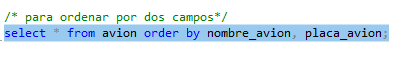 /* para ordenar por dos campos*/
select * from avion order by nombre_avion, placa_avion;